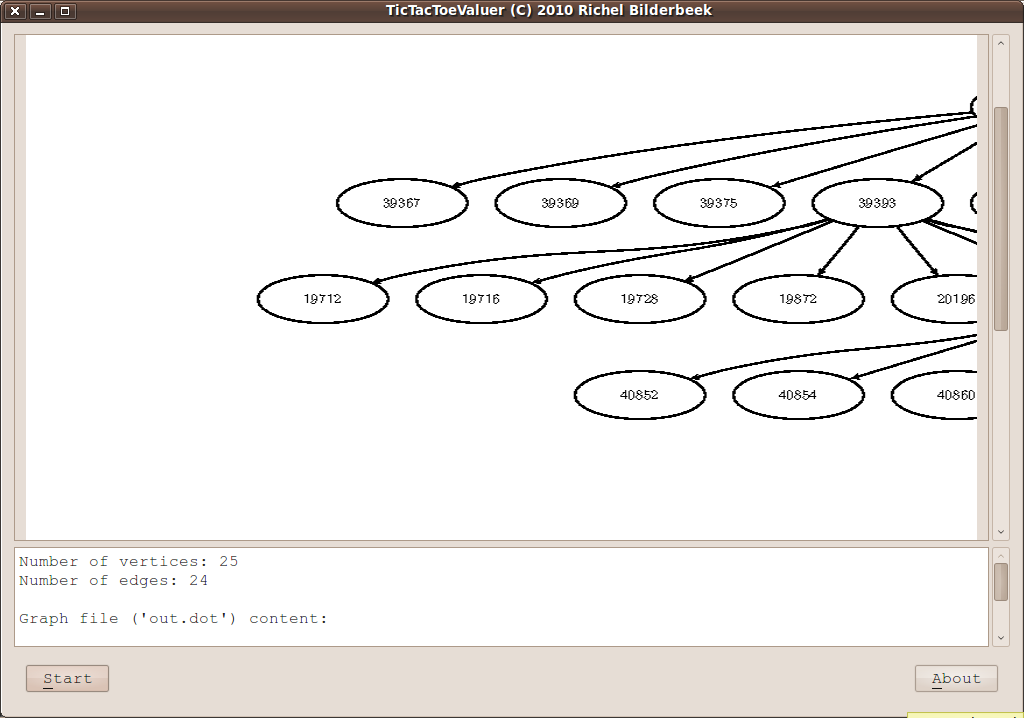 TicTacToeValuer (C) 2010 Richel Bilderbeek
39367 39369 39375 39393
19712 19716 19728 19872 20196
40852 40854 40860
Number of vertices: 25
Number of edges: 24
Graph file ('out.dot') content:
Start About